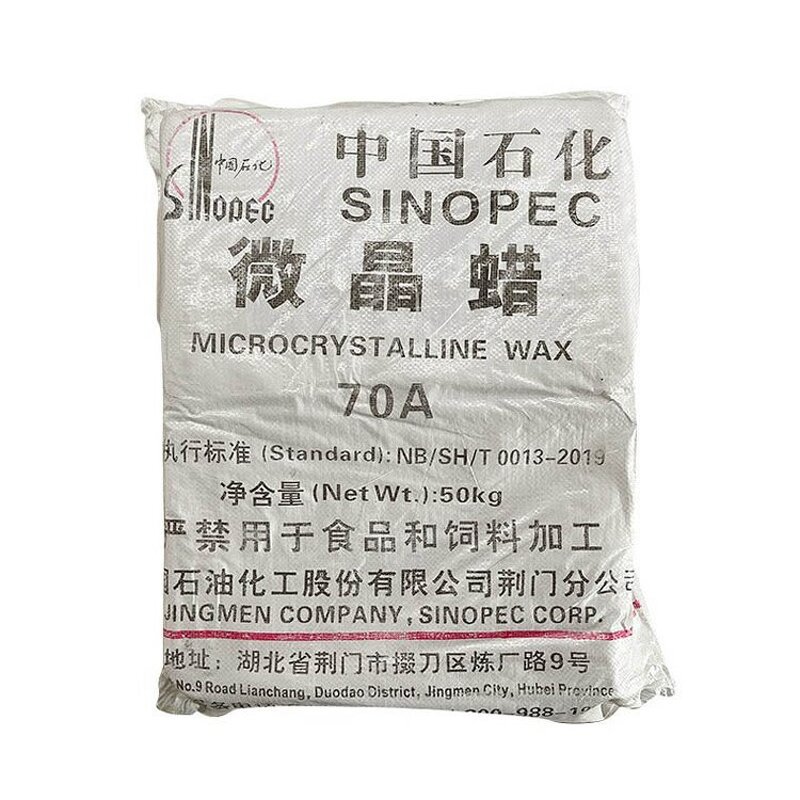 中国石化
SINOPEC
中国石化
SINOPEC
微晶蜡
MICROCRYSTALLINE WAX
70A
执行标准 (Standard): NB/SH/T 0013-2019
净含量 (Net Wt.): 50kg
严禁用于食品和饲料加工
国石油化工股份有限公司荆门分公司
JINGMEN COMPANY, SINOPEC CORP.
地址: 湖北省荆门市掇刀区炼厂路9号
No.9 Road Lianchang, Duodao District, Jingmen City, Hubei Province
-988-